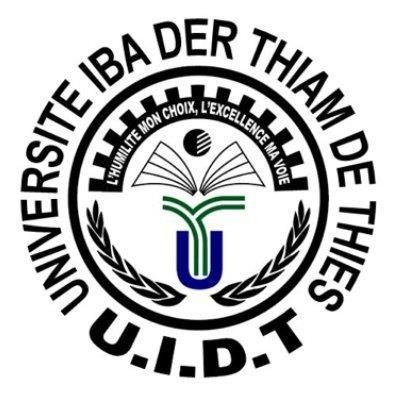 UNIVERSITE IBA DER THIAM DE THIES
L'HUMILITE MON CHOIX, L'EXCELLENCE MA VOIE
U
U.I.D.T